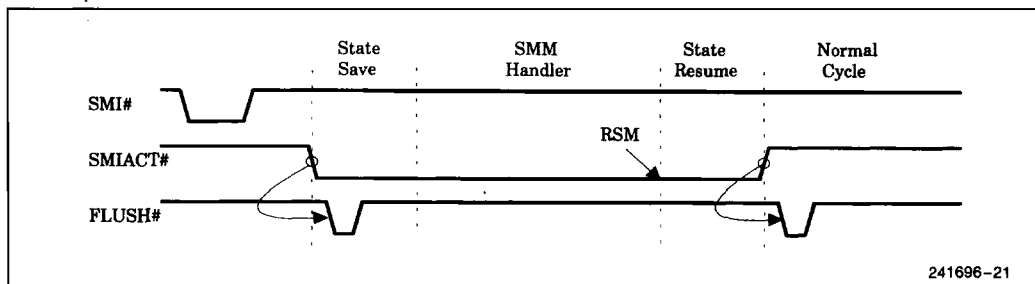 State Save
SMM Handler
State Resume
Normal Cycle
SMI#
RSM
SMIACT#
FLUSH#
241696-21